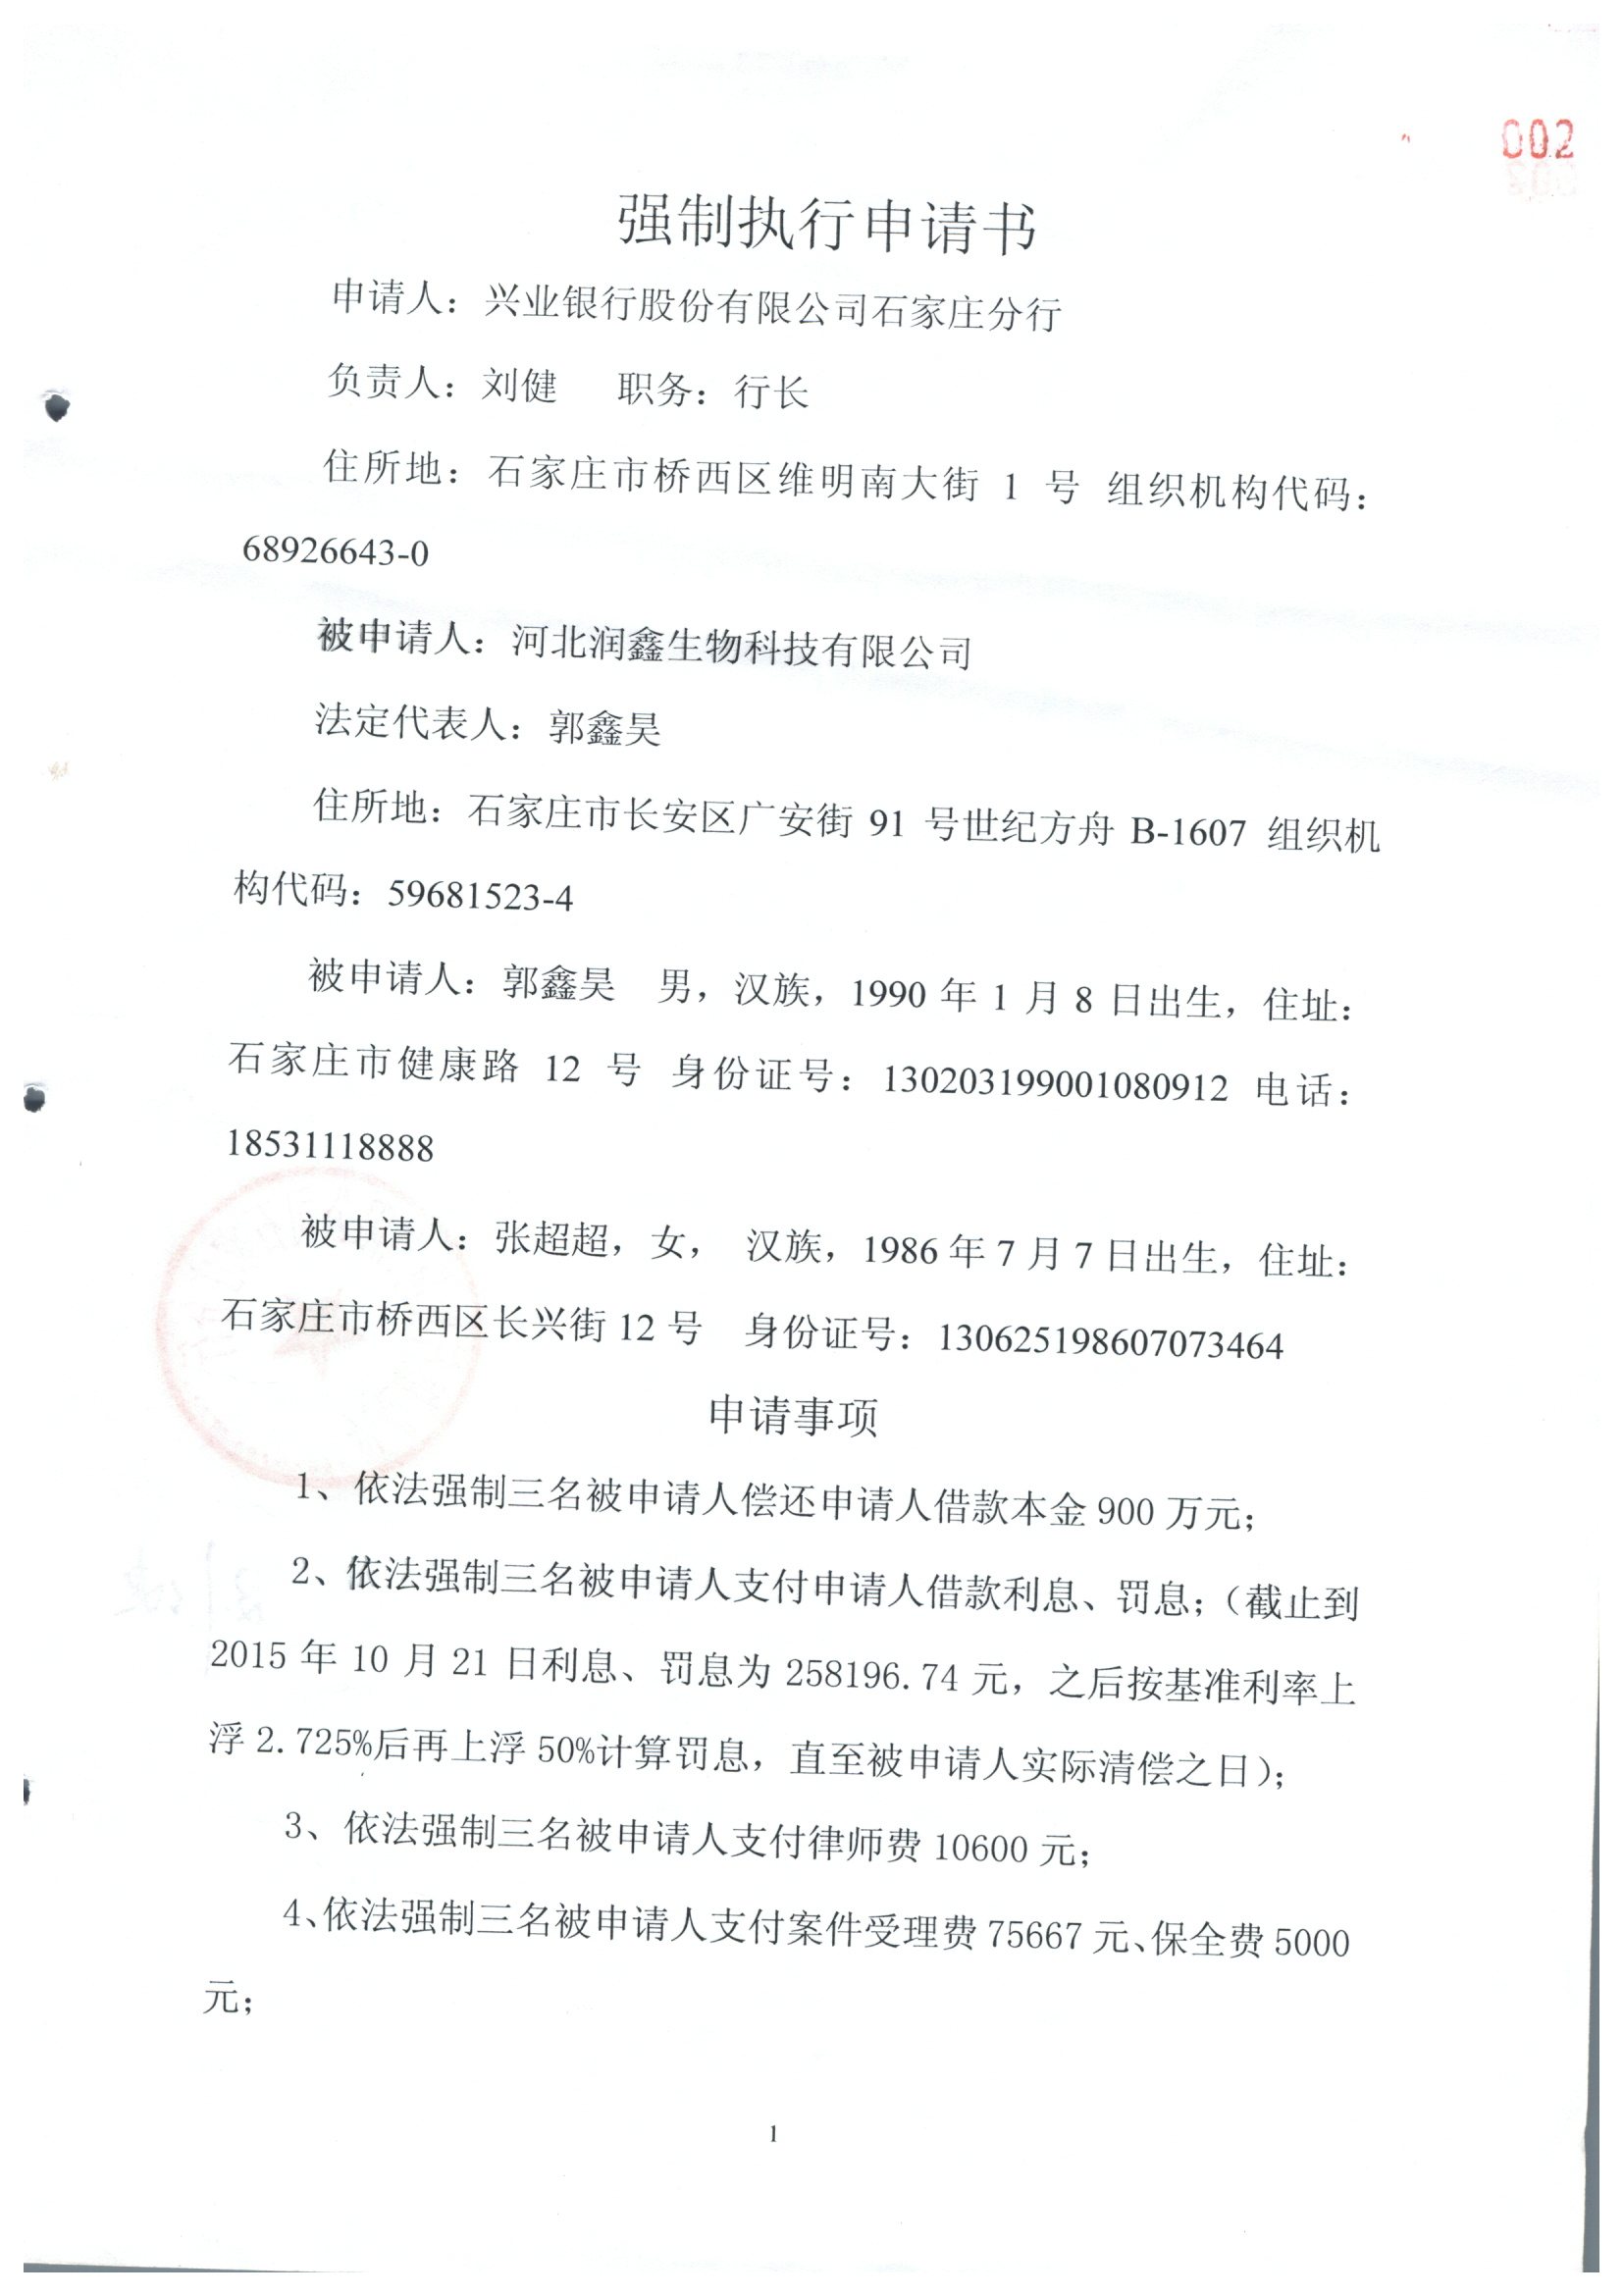 002
强制执行申请书
申请人：兴业银行股份有限公司石家庄分行
负责人：刘健 职务：行长
住所地：石家庄市桥西区维明南大街 1 号 组织机构代码：
68926643-0
被申请人：河北润鑫生物科技有限公司
法定代表人：郭鑫昊
住所地：石家庄市长安区广安街 91 号世纪方舟 B-1607 组织机
构代码：59681523-4
被申请人：郭鑫昊 男，汉族，1990 年 1 月 8 日出生，住址：
石家庄市健康路 12 号 身份证号：130203199001080912 电话：
18531118888
被申请人：张超超，女， 汉族，1986 年 7 月 7 日出生，住址：
石家庄市桥西区长兴街 12 号 身份证号：130625198607073464
申请事项
1、依法强制三名被申请人偿还申请人借款本金 900 万元；
2、依法强制三名被申请人支付申请人借款利息、罚息；（截止到
2015 年 10 月 21 日利息、罚息为 258196.74 元，之后按基准利率上
浮 2.725%后再上浮 50%计算罚息，直至被申请人实际清偿之日）；
3、依法强制三名被申请人支付律师费 10600 元；
4、依法强制三名被申请人支付案件受理费 75667 元、保全费 5000
元；
1